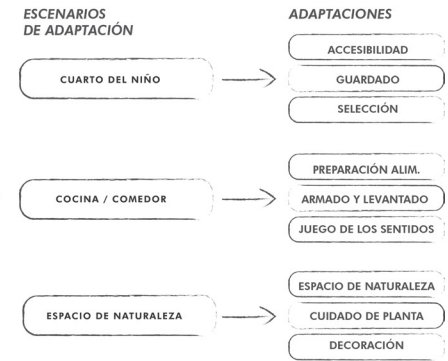 ESCENARIOS
DE ADAPTACIÓN
ADAPTACIONES
CUARTO DEL NIÑO
ACCESIBILIDAD
GUARDADO
SELECCIÓN
COCINA / COMEDOR
PREPARACIÓN ALIM.
ARMADO Y LEVANTADO
JUEGO DE LOS SENTIDOS
ESPACIO DE NATURALEZA
ESPACIO DE NATURALEZA
CUIDADO DE PLANTA
DECORACIÓN